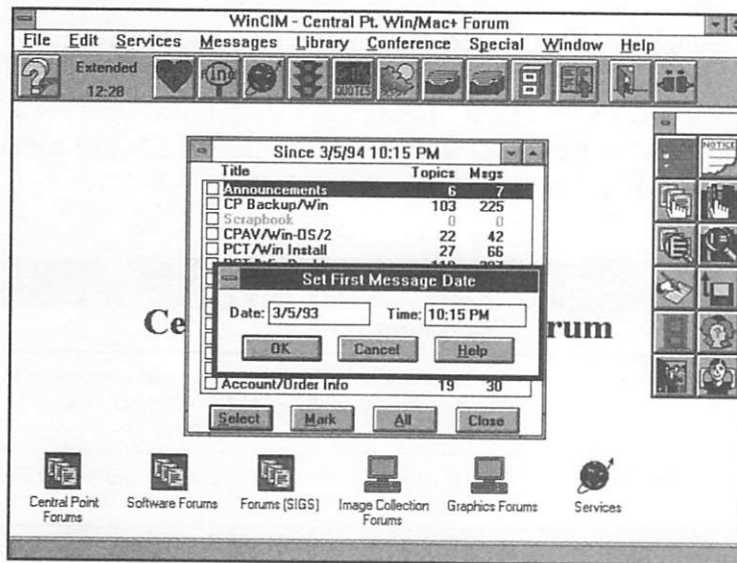 WinCIM - Central Pt. Win/Mac+ Forum
File Edit Services Messages Library Conference Special Window Help
Extended
12:28
FIND
QUOTES
NOTICE
Since 3/5/94 10:15 PM
Title Topics Msgs
Announcements 6 7
CP Backup/Win 103 225
Scrapbook 0 0
CPAV/Win-OS/2 22 42
PCT/Win Install 27 66
Set First Message Date
Date: 3/5/93 Time: 10:15 PM
OK Cancel Help
Ce rum
Account/Order Info 19 30
Select Mark All Close
Central Point Forums
Software Forums
Forums (SIGS)
Image Collection Forums
Graphics Forums
Services